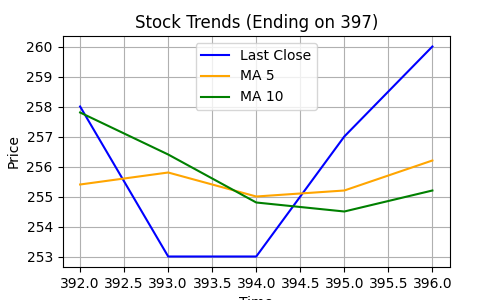 Stock Trends (Ending on 397)
Last Close
MA 5
MA 10
Price
260
259
258
257
256
255
254
253
392.0 392.5 393.0 393.5 394.0 394.5 395.0 395.5 396.0
Time